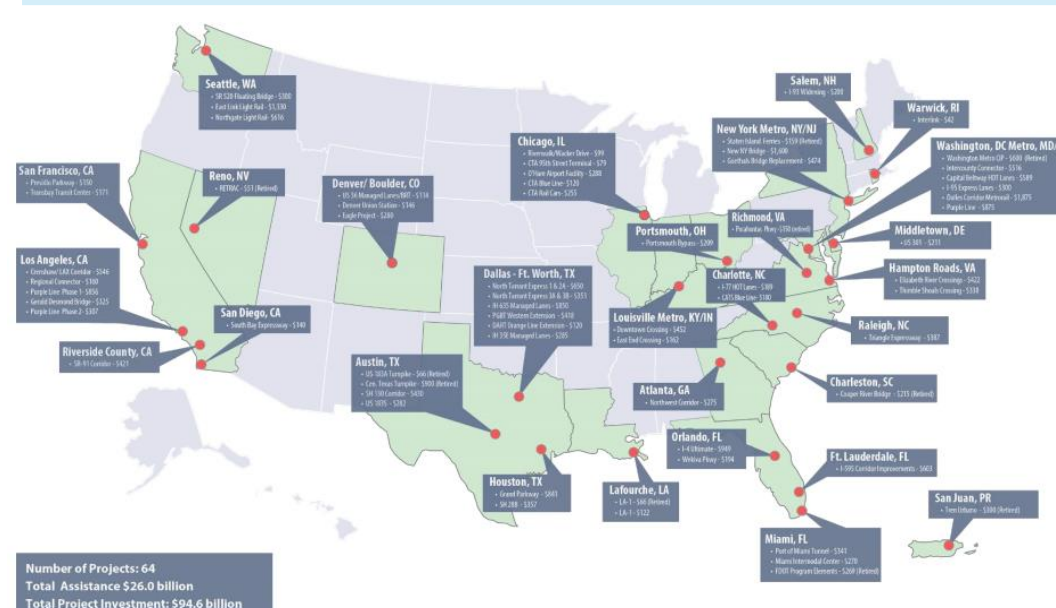 Seattle, WA
• SR 520 Floating Bridge - $300
• East Link Light Rail - $1,330
• Northgate Light Rail - $616
San Francisco, CA
• Presidio Parkway - $150
• Transbay Transit Center - $171
Reno, NV
• RETRAC - $51 (Retired)
Denver/ Boulder, CO
• US 36 Managed Lanes/BRT - $114
• Denver Union Station - $146
• Eagle Project - $280
Los Angeles, CA
• Crenshaw/ LAX Corridor - $546
• Regional Connector - $160
• Purple Line Phase 1 - $856
• Gerald Desmond Bridge - $325
• Purple Line Phase 2 - $307
San Diego, CA
• South Bay Expressway - $140
Riverside County, CA
• SR-91 Corridor - $421
Chicago, IL
• Riverwalk/Wacker Drive - $99
• CTA 95th Street Terminal - $79
• O'Hare Airport Facility - $288
• CTA Blue Line - $120
• CTA Rail Cars - $255
Salem, NH
• I-93 Widening - $200
Warwick, RI
• Interlink - $42
New York Metro, NY/NJ
• Staten Island Ferries - $159 (Retired)
• New NY Bridge - $1,600
• Goethals Bridge Replacement - $474
Washington, DC Metro, MD/
• Washington Metro CIP - $600 (Retired)
• Intercounty Connector - $516
• Capital Beltway HOT Lanes - $589
• I-95 Express Lanes - $300
• Dulles Corridor Metrorail - $1,875
• Purple Line - $875
Portsmouth, OH
• Portsmouth Bypass - $209
Richmond, VA
• Pocahontas Pkwy - $150 (retired)
Middletown, DE
• US 301 - $211
Hampton Roads, VA
• Elizabeth River Crossings - $422
• Thimble Shoals Crossings - $338
Charlotte, NC
• I-77 HOT Lanes - $189
• CATS Blue Line - $180
Dallas - Ft. Worth, TX
• North Tarrant Express 1 & 2A - $650
• North Tarrant Express 3A & 3B - $351
• IH 635 Managed Lanes - $850
• PGBT Western Extension - $418
• DART Orange Line Extension - $120
• IH 35E Managed Lanes - $285
Louisville Metro, KY/IN
• Downtown Crossing - $452
• East End Crossing - $162
Raleigh, NC
• Triangle Expressway - $387
Austin, TX
• US-183A Turnpike - $66 (Retired)
• Cen. Texas Turnpike - $900 (Retired)
• SH 130 Corridor - $430
• US 183S - $282
Atlanta, GA
• Northwest Corridor - $275
Charleston, SC
• Cooper River Bridge - $215 (Retired)
Houston, TX
• Grand Parkway - $841
• SH 288 - $357
Lafourche, LA
• LA-1 - $66 (Retired)
• LA-1 - $122
Orlando, FL
• I-4 Ultimate - $949
• Wekiva Pkwy - $194
Ft. Lauderdale, FL
• I-595 Corridor Improvements - $603
Miami, FL
• Port of Miami Tunnel - $341
• Miami Intermodal Center - $270
• FDOT Program Elements - $269 (Retired)
San Juan, PR
• Tren Urbano - $300 (Retired)
Number of Projects: 64
Total Assistance $26.0 billion
Total Project Investment: $94.6 billion